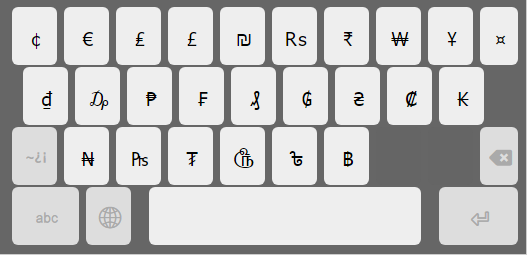 ¢ € ₤ £ ₪ Rs ₹ ₩ ¥ ¤
₫ ₯ ₱ ₣ ₰ ₲ ₴ ₡ ₭
~¿¡ ₦ ₧ ₮ ௹ ৳ ฿
abc